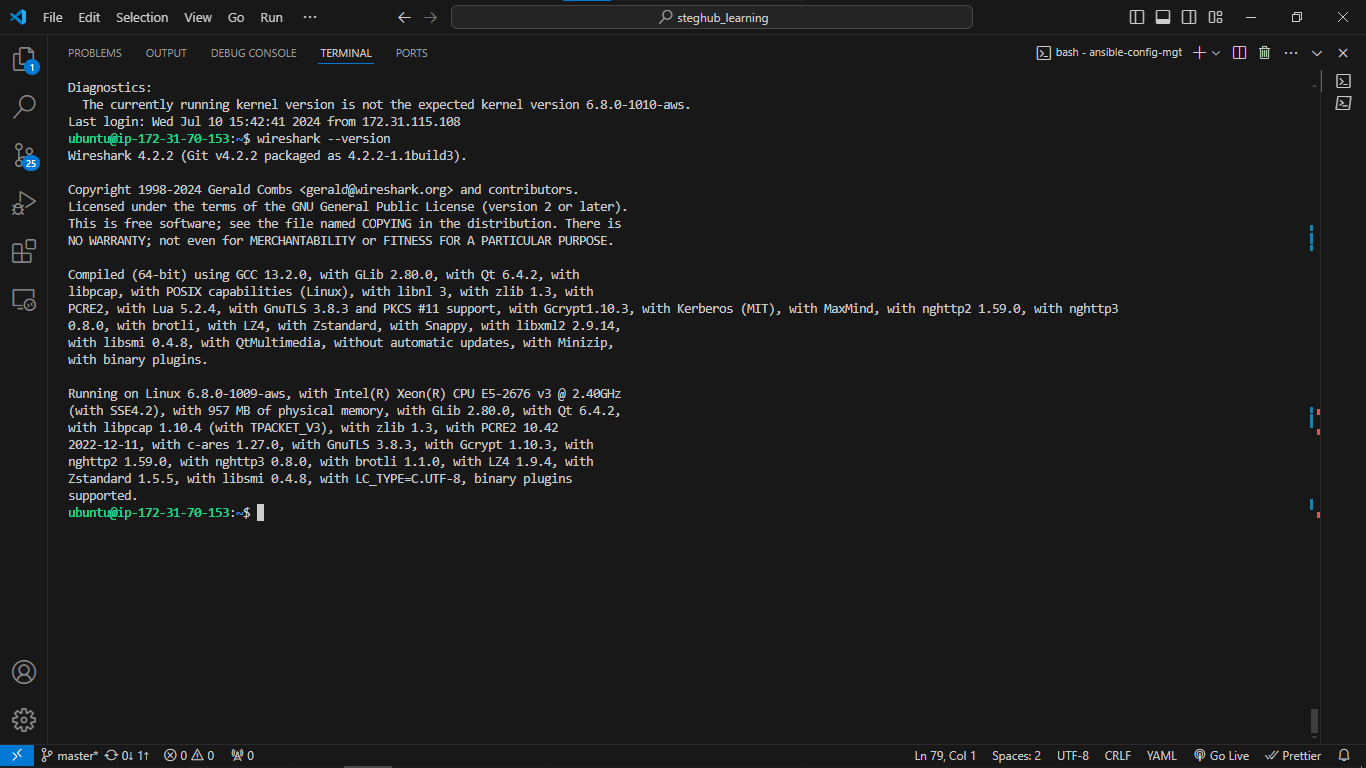 File Edit Selection View Go Run ··· steghub_learning
PROBLEMS OUTPUT DEBUG CONSOLE TERMINAL PORTS bash - ansible-config-mgt
1
25
Diagnostics:
The currently running kernel version is not the expected kernel version 6.8.0-1010-aws.
Last login: Wed Jul 10 15:42:41 2024 from 172.31.115.108
ubuntu@ip-172-31-70-153:~$ wireshark --version
Wireshark 4.2.2 (Git v4.2.2 packaged as 4.2.2-1.1build3).
Copyright 1998-2024 Gerald Combs <gerald@wireshark.org> and contributors.
Licensed under the terms of the GNU General Public License (version 2 or later).
This is free software; see the file named COPYING in the distribution. There is
NO WARRANTY; not even for MERCHANTABILITY or FITNESS FOR A PARTICULAR PURPOSE.
Compiled (64-bit) using GCC 13.2.0, with GLib 2.80.0, with Qt 6.4.2, with
libpcap, with POSIX capabilities (Linux), with libnl 3, with zlib 1.3, with
PCRE2, with Lua 5.2.4, with GnuTLS 3.8.3 and PKCS #11 support, with Gcrypt1.10.3, with Kerberos (MIT), with MaxMind, with nghttp2 1.59.0, with nghttp3
0.8.0, with brotli, with LZ4, with Zstandard, with Snappy, with libxml2 2.9.14,
with libsmi 0.4.8, with QtMultimedia, without automatic updates, with Minizip,
with binary plugins.
Running on Linux 6.8.0-1009-aws, with Intel(R) Xeon(R) CPU E5-2676 v3 @ 2.40GHz
(with SSE4.2), with 957 MB of physical memory, with GLib 2.80.0, with Qt 6.4.2,
with libpcap 1.10.4 (with TPACKET_V3), with zlib 1.3, with PCRE2 10.42
2022-12-11, with c-ares 1.27.0, with GnuTLS 3.8.3, with Gcrypt 1.10.3, with
nghttp2 1.59.0, with nghttp3 0.8.0, with brotli 1.1.0, with LZ4 1.9.4, with
Zstandard 1.5.5, with libsmi 0.4.8, with LC_TYPE=C.UTF-8, binary plugins
supported.
ubuntu@ip-172-31-70-153:~$
master* 0↓ 1↑ 0 0 0 Ln 79, Col 1 Spaces: 2 UTF-8 CRLF YAML Go Live Prettier